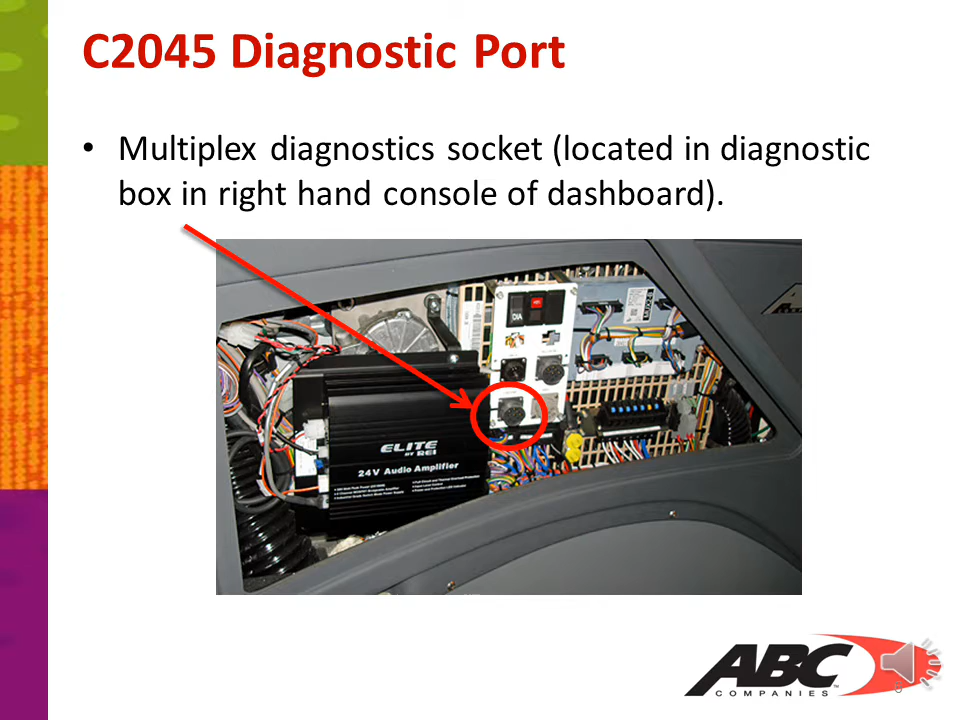 C2045 Diagnostic Port
• Multiplex diagnostics socket (located in diagnostic
box in right hand console of dashboard).
DIA
ELITE
BY REI
24V Audio Amplifier
ABC
COMPANIES
5